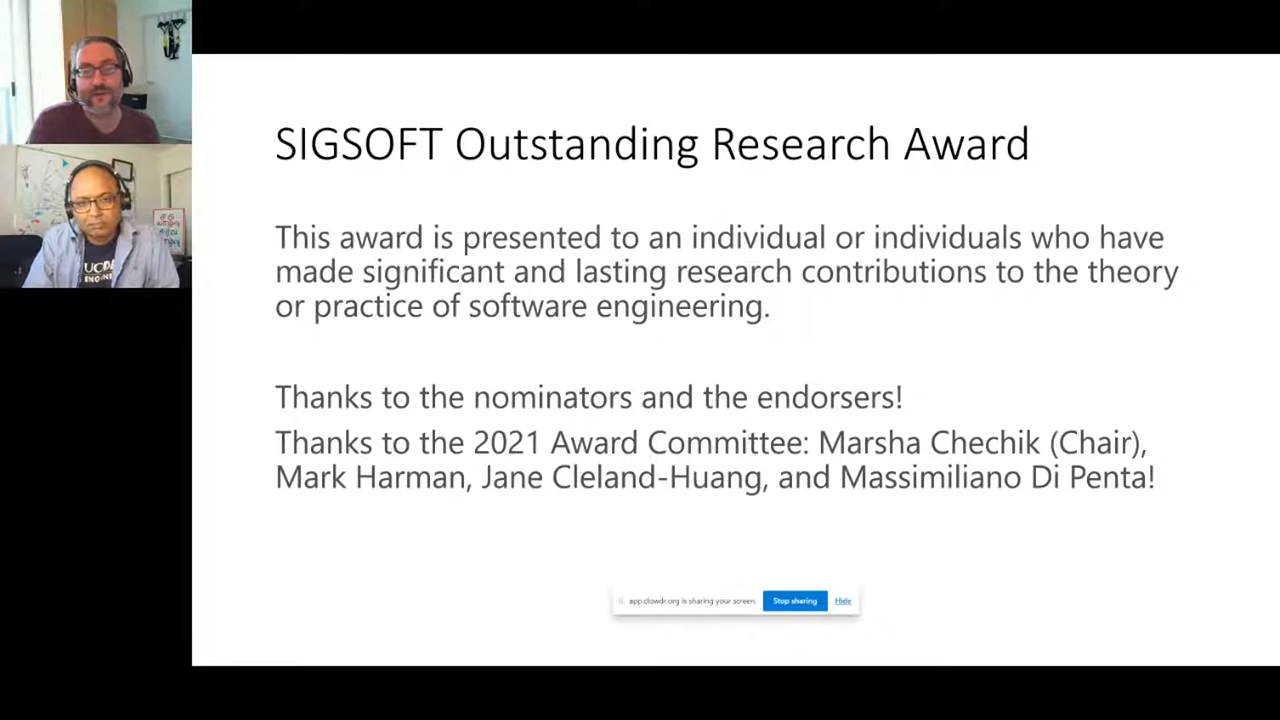 SIGSOFT Outstanding Research Award
This award is presented to an individual or individuals who have
made significant and lasting research contributions to the theory
or practice of software engineering.
Thanks to the nominators and the endorsers!
Thanks to the 2021 Award Committee: Marsha Chechik (Chair),
Mark Harman, Jane Cleland-Huang, and Massimiliano Di Penta!
app.clowdr.org is sharing your screen. Stop sharing Hide